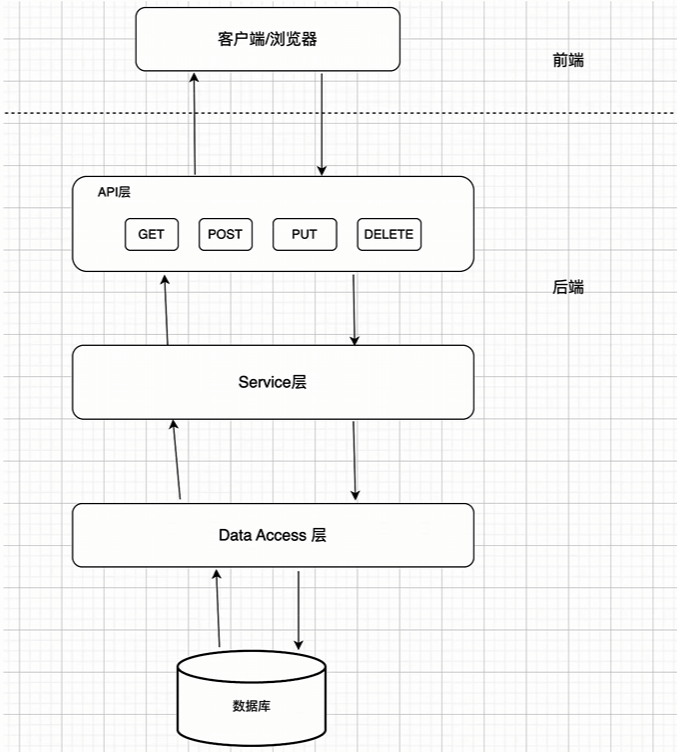 客户端/浏览器
前端
API层
GET POST PUT DELETE
后端
Service层
Data Access 层
数据库